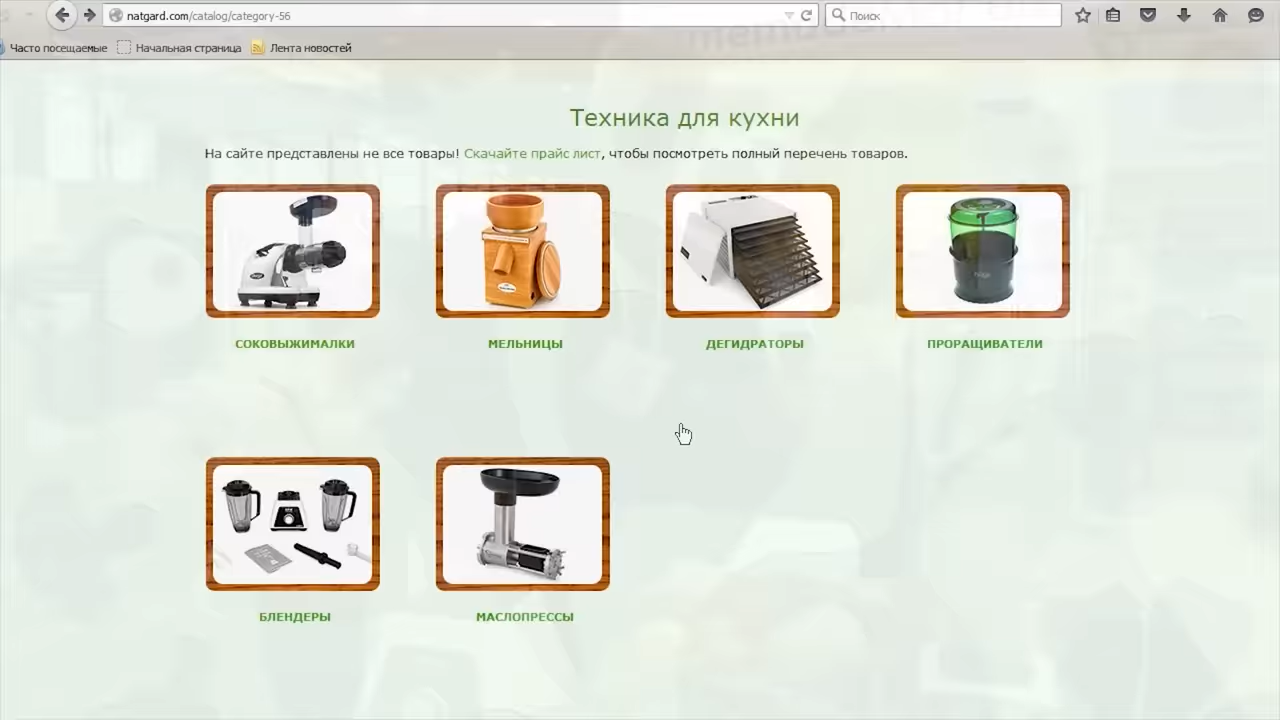 natgard.com/catalog/category-56
Поиск
Часто посещаемые
Начальная страница
Лента новостей
Техника для кухни
На сайте представлены не все товары! Скачайте прайс лист, чтобы посмотреть полный перечень товаров.
СОКОВЫЖИМАЛКИ
МЕЛЬНИЦЫ
ДЕГИДРАТОРЫ
ПРОРАЩИВАТЕЛИ
БЛЕНДЕРЫ
МАСЛОПРЕССЫ